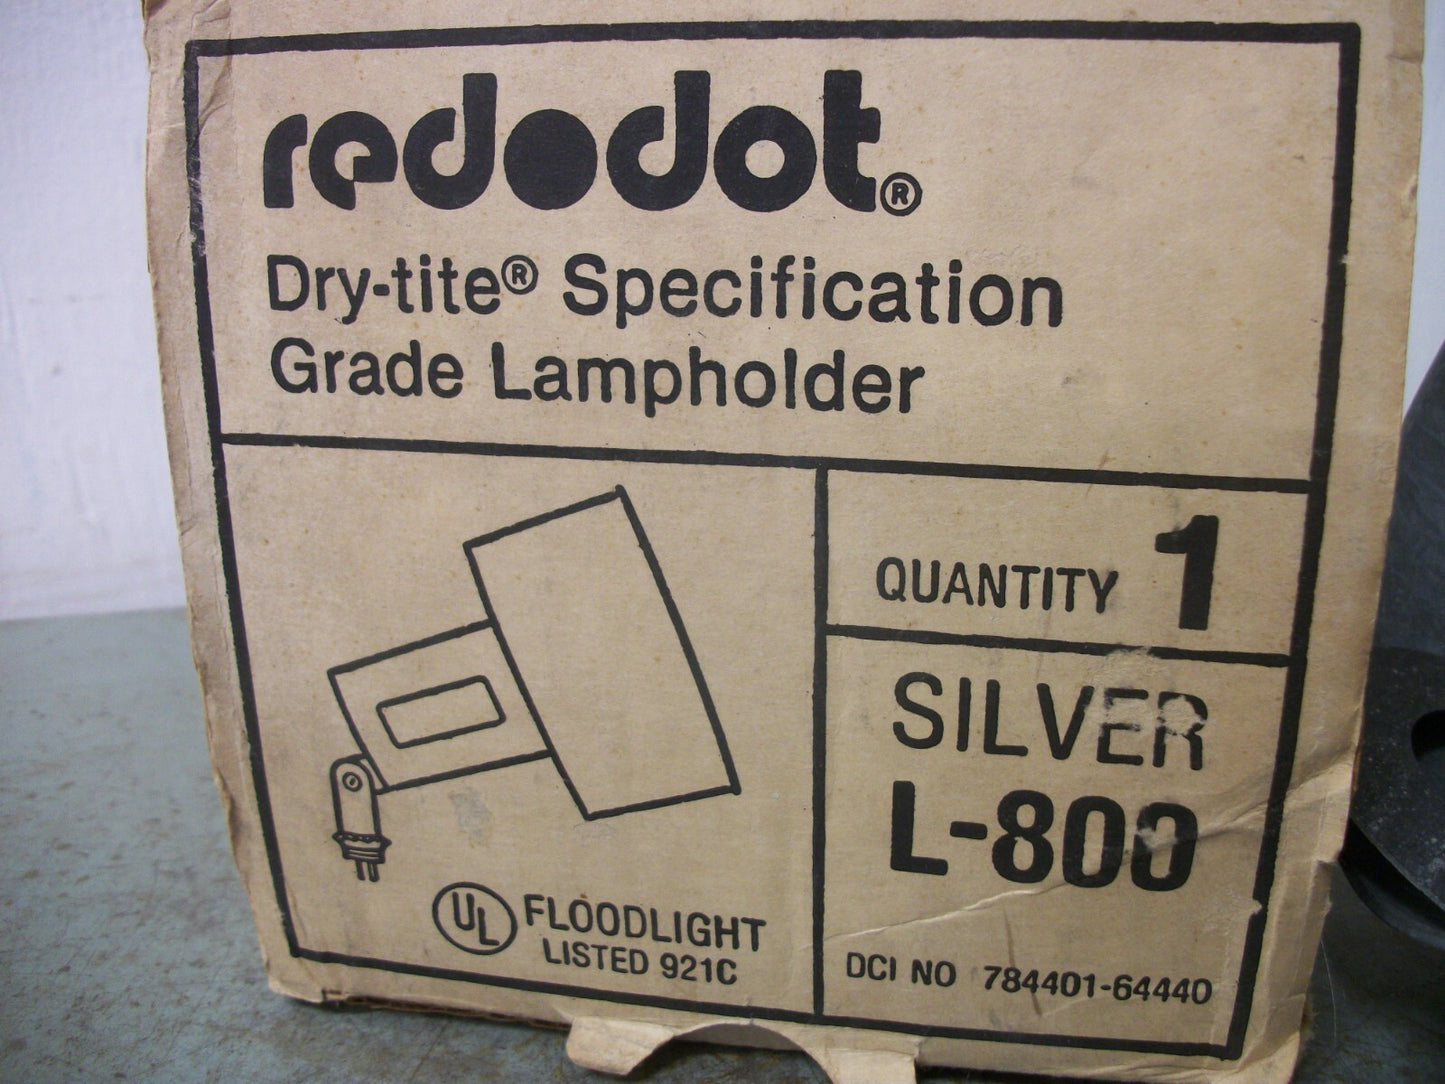 redodot®
Dry-tite® Specification
Grade Lampholder
QUANTITY 1
SILVER
L-800
UL FLOODLIGHT
LISTED 921C
DCI NO 784401-64440